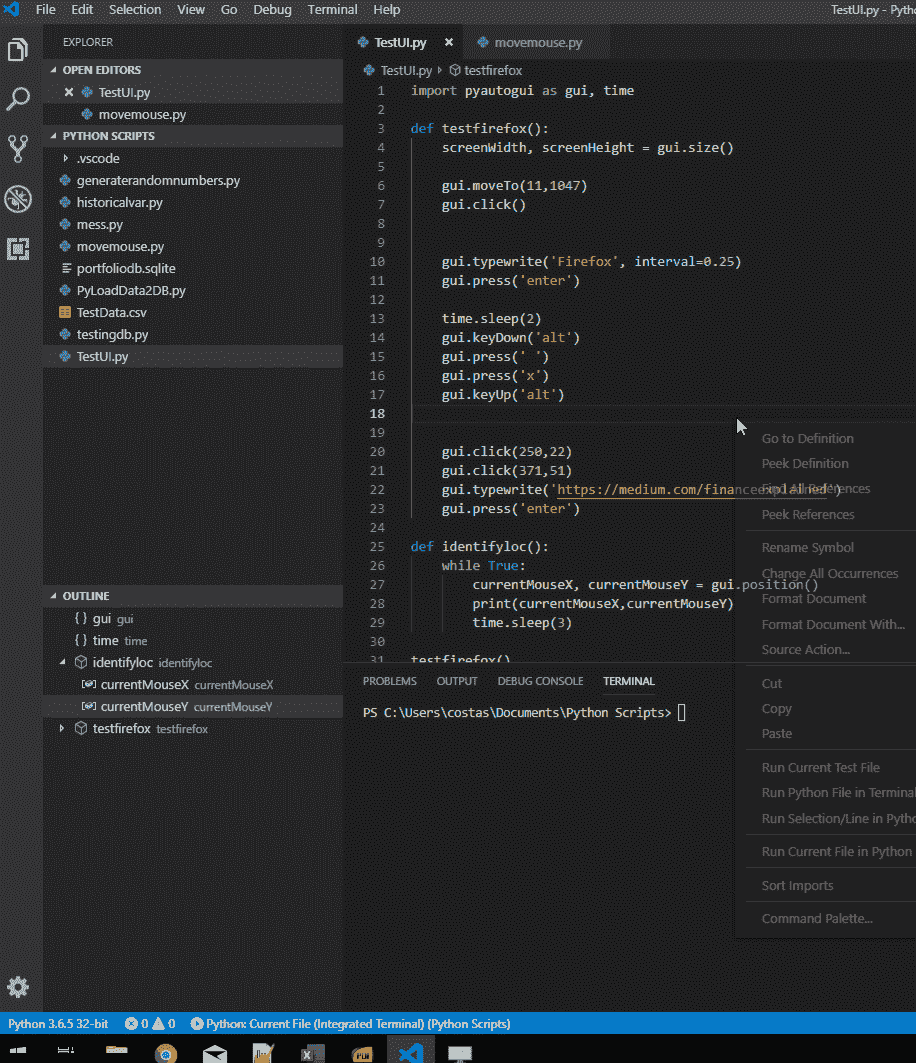 File Edit Selection View Go Debug Terminal Help TestUI.py - Pytho
EXPLORER
OPEN EDITORS
TestUI.py
movemouse.py
PYTHON SCRIPTS
.vscode
generaterandomnumbers.py
historicalvar.py
mess.py
movemouse.py
portfoliodb.sqlite
PyLoadData2DB.py
TestData.csv
testingdb.py
TestUI.py
OUTLINE
{ } gui gui
{ } time time
identifyloc identifyloc
currentMouseX currentMouseX
currentMouseY currentMouseY
testfirefox testfirefox
TestUI.py movemouse.py
TestUI.py testfirefox
1 import pyautogui as gui, time
2
3 def testfirefox():
4 screenWidth, screenHeight = gui.size()
5
6 gui.moveTo(11,1047)
7 gui.click()
8
9
10 gui.typewrite('Firefox', interval=0.25)
11 gui.press('enter')
12
13 time.sleep(2)
14 gui.keyDown('alt')
15 gui.press(' ')
16 gui.press('x')
17 gui.keyUp('alt')
18
19
20 gui.click(250,22)
21 gui.click(371,51)
22 gui.typewrite('https://medium.com/financeexplained')
23 gui.press('enter')
24
25 def identifyloc():
26 while True:
27 currentMouseX, currentMouseY = gui.position()
28 print(currentMouseX,currentMouseY)
29 time.sleep(3)
30
31 testfirefox()
Go to Definition
Peek Definition
Find All References
Peek References
Rename Symbol
Change All Occurrences
Format Document
Format Document With...
Source Action...
Cut
Copy
Paste
Run Current Test File
Run Python File in Terminal
Run Selection/Line in Pytho
Run Current File in Python
Sort Imports
Command Palette...
PROBLEMS OUTPUT DEBUG CONSOLE TERMINAL
PS C:\Users\costas\Documents\Python Scripts>
Python 3.6.5 32-bit 0 0 Python: Current File (Integrated Terminal) (Python Scripts)